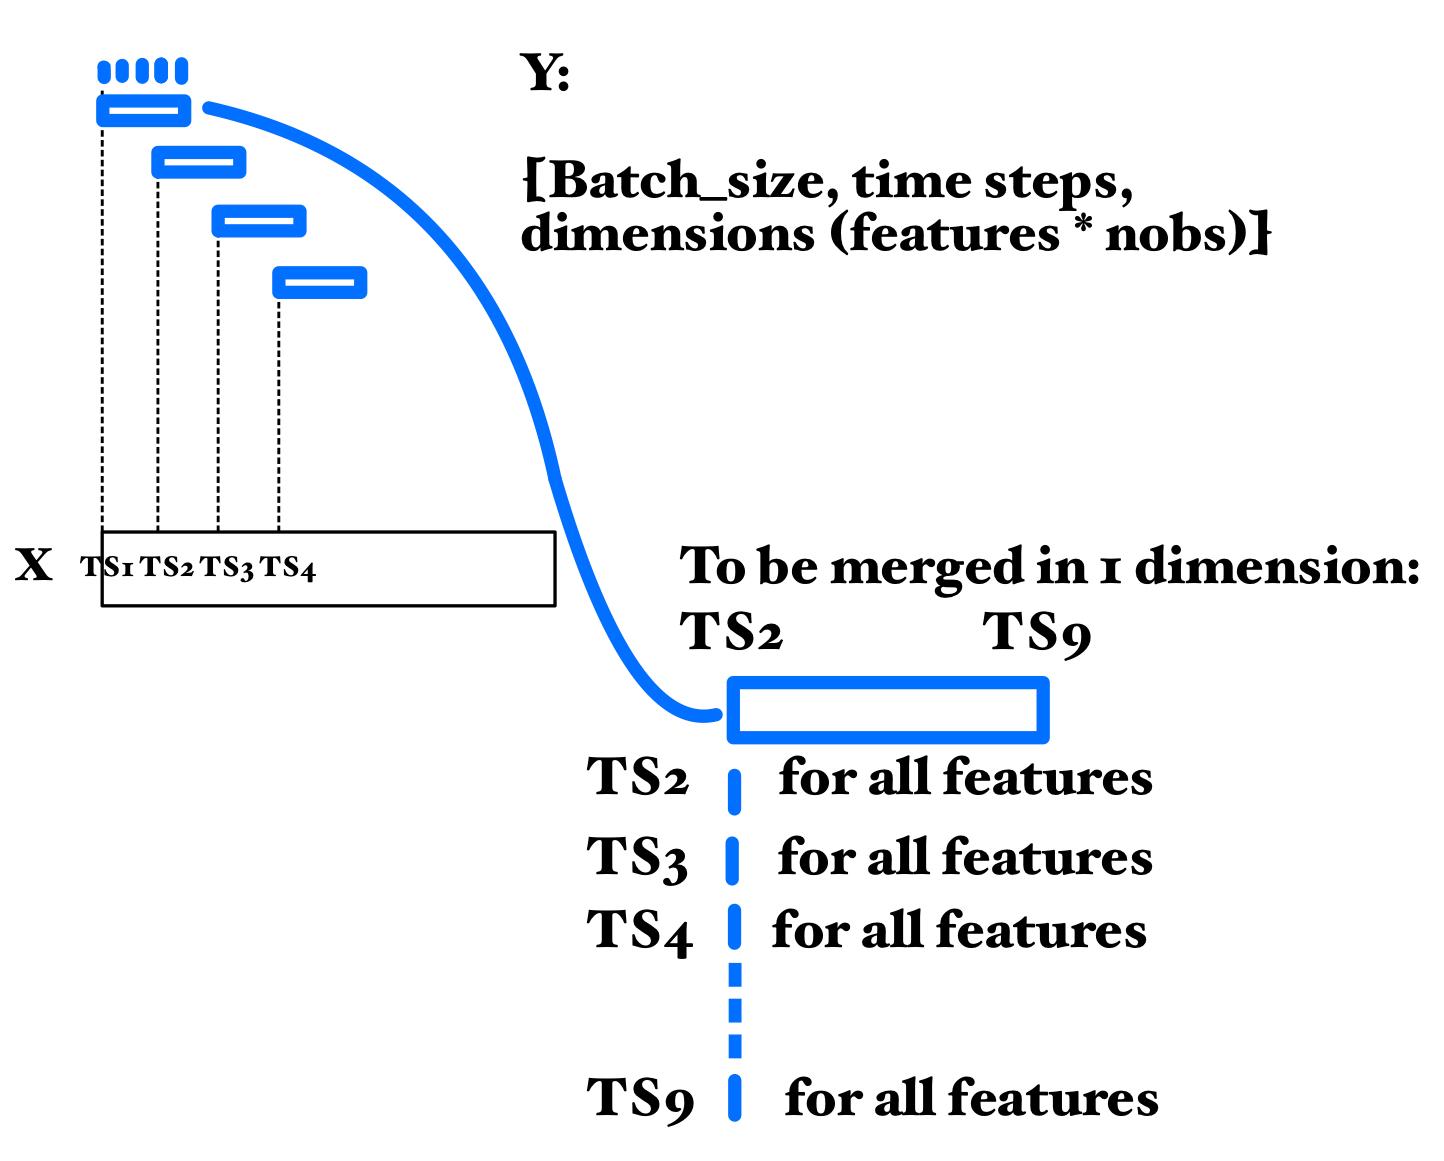 Y:
[Batch_size, time steps,
dimensions (features * nobs)]
X TS1 TS2 TS3 TS4
To be merged in 1 dimension:
TS2 TS9
TS2 for all features
TS3 for all features
TS4 for all features
TS9 for all features